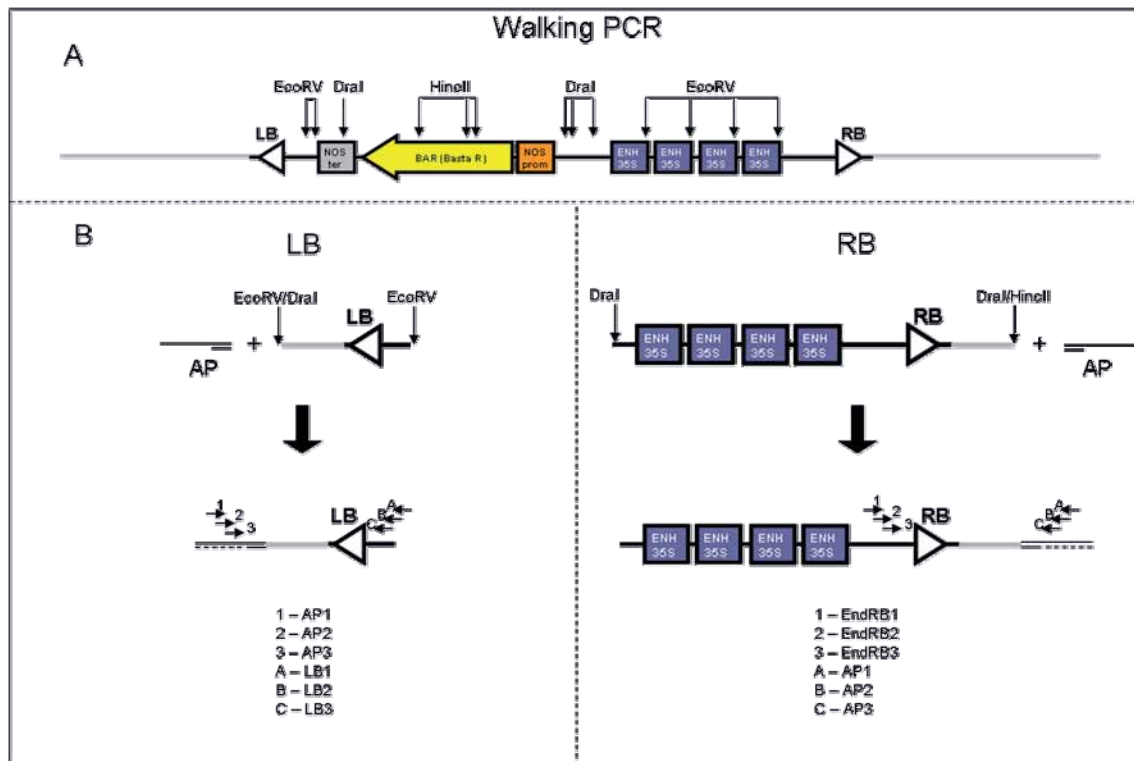 Walking PCR
A
EcoRV DraI HincII DraI EcoRV
LB RB
NOS ter BAR (Basta R) NOS prom ENH 35S ENH 35S ENH 35S ENH 35S
B
LB
EcoRV/DraI EcoRV
LB
+
AP
1 2 3 LB A B C
1 – AP1
2 – AP2
3 – AP3
A – LB1
B – LB2
C – LB3
RB
DraI DraI/HincII
RB
ENH 35S ENH 35S ENH 35S ENH 35S +
AP
1 2 3 RB A B C
ENH 35S ENH 35S ENH 35S ENH 35S
1 – EndRB1
2 – EndRB2
3 – EndRB3
A – AP1
B – AP2
C – AP3